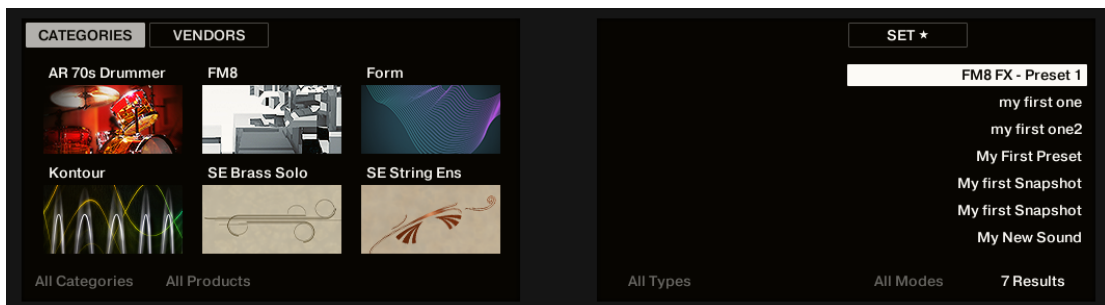 CATEGORIES VENDORS
AR 70s Drummer FM8 Form
Kontour SE Brass Solo SE String Ens
All Categories All Products
SET ★
FM8 FX - Preset 1
my first one
my first one2
My First Preset
My first Snapshot
My first Snapshot
My New Sound
All Types All Modes 7 Results